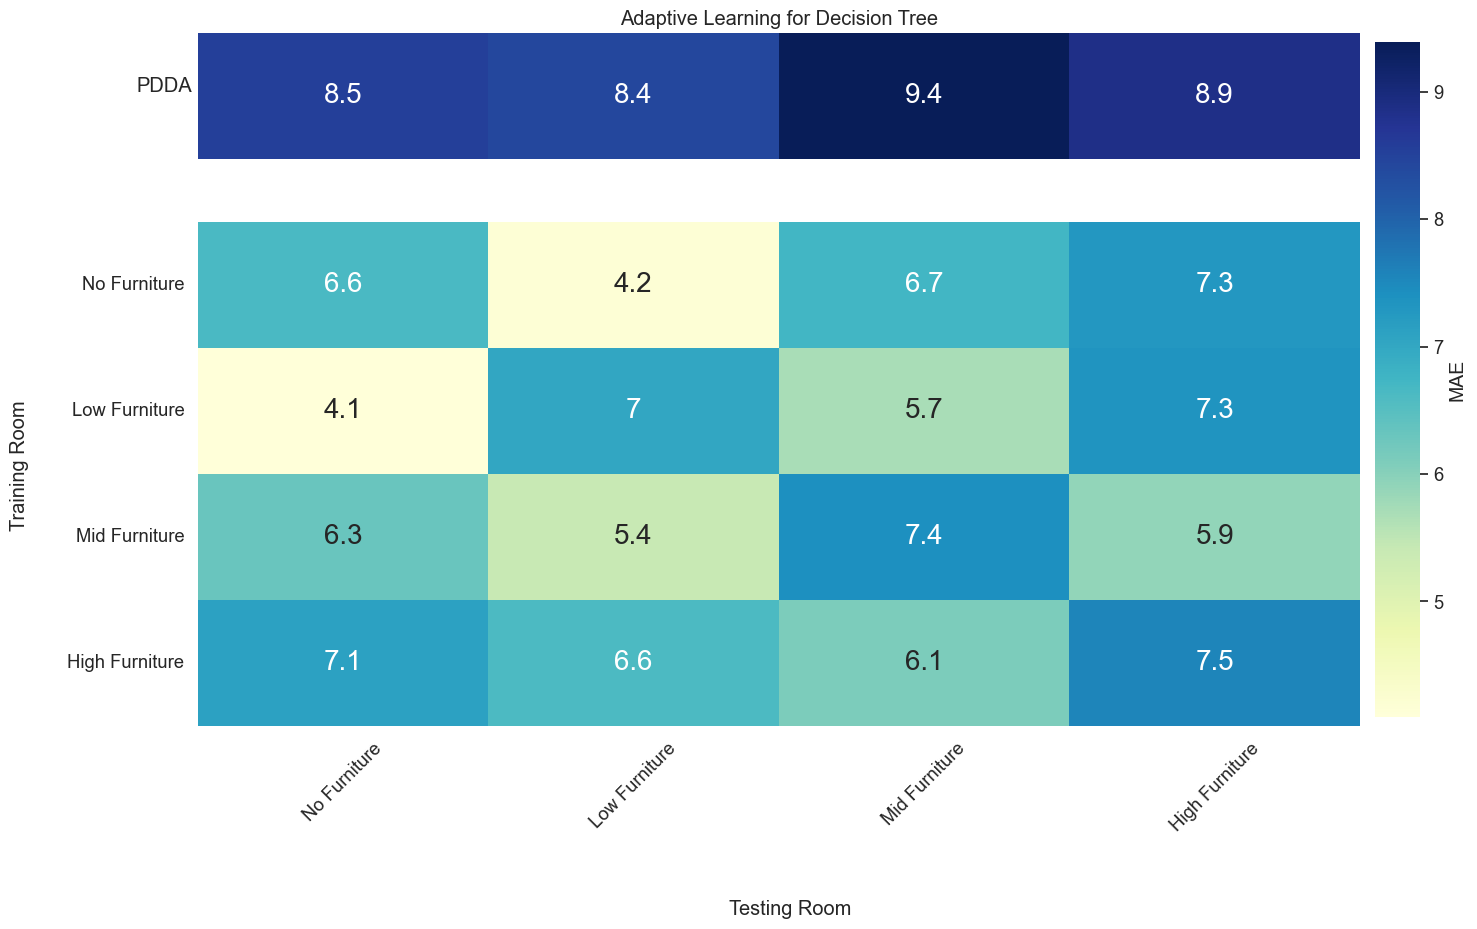 Adaptive Learning for Decision Tree
PDDA
8.5 8.4 9.4 8.9
No Furniture
6.6 4.2 6.7 7.3
Low Furniture
4.1 7 5.7 7.3
Mid Furniture
6.3 5.4 7.4 5.9
High Furniture
7.1 6.6 6.1 7.5
Training Room
No Furniture
Low Furniture
Mid Furniture
High Furniture
Testing Room
9
8
7
6
5
MAE